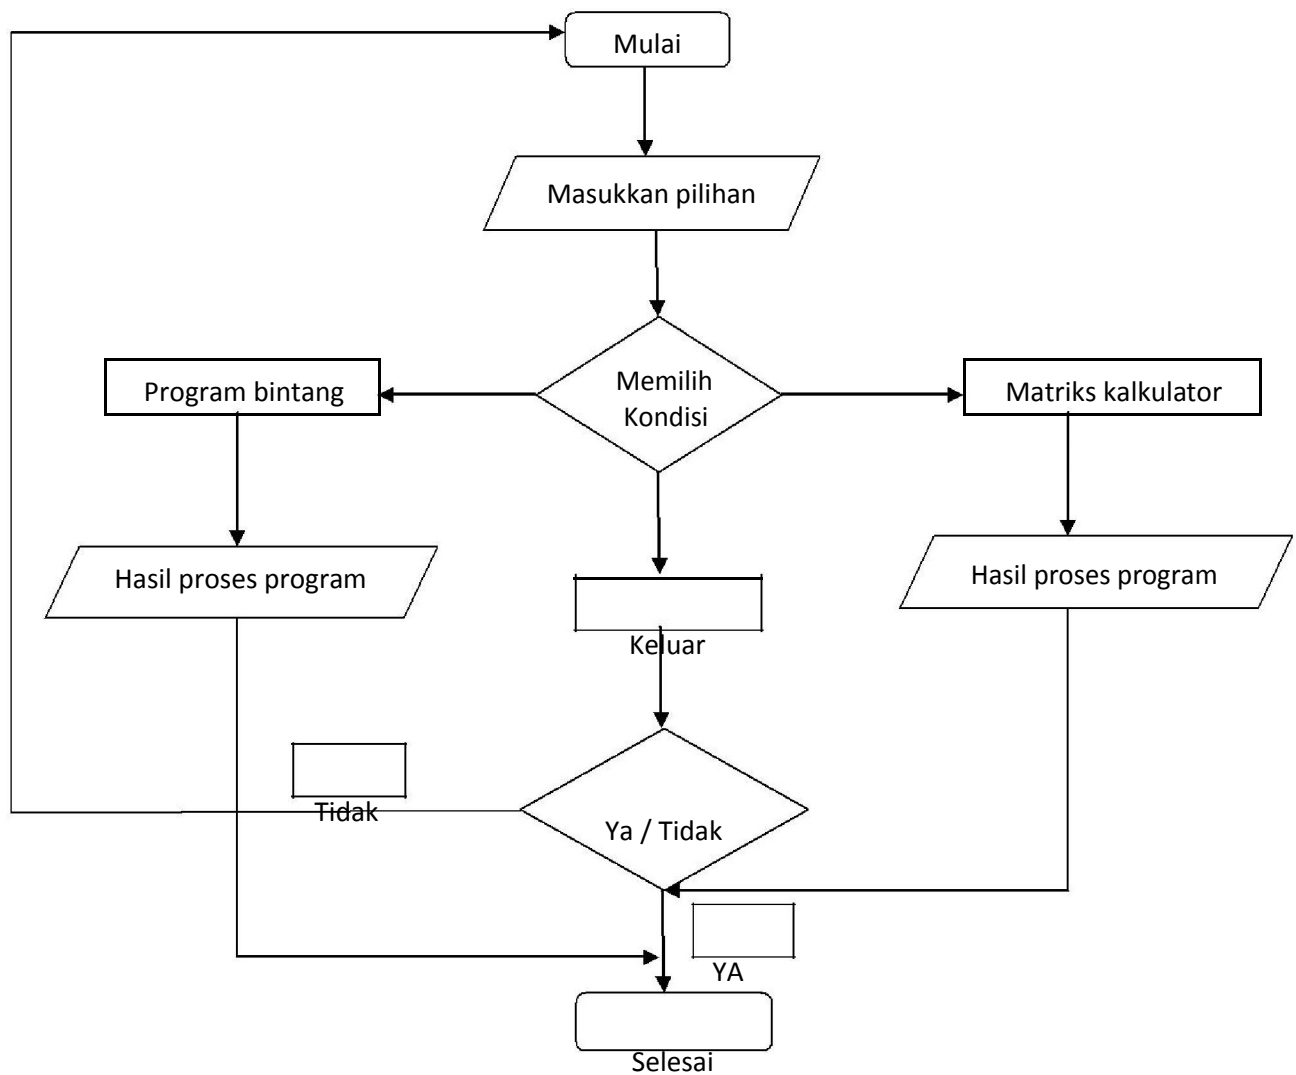 Mulai
Masukkan pilihan
Program bintang
Memilih
Kondisi
Matriks kalkulator
Hasil proses program
Hasil proses program
Keluar
Tidak
Ya / Tidak
YA
Selesai